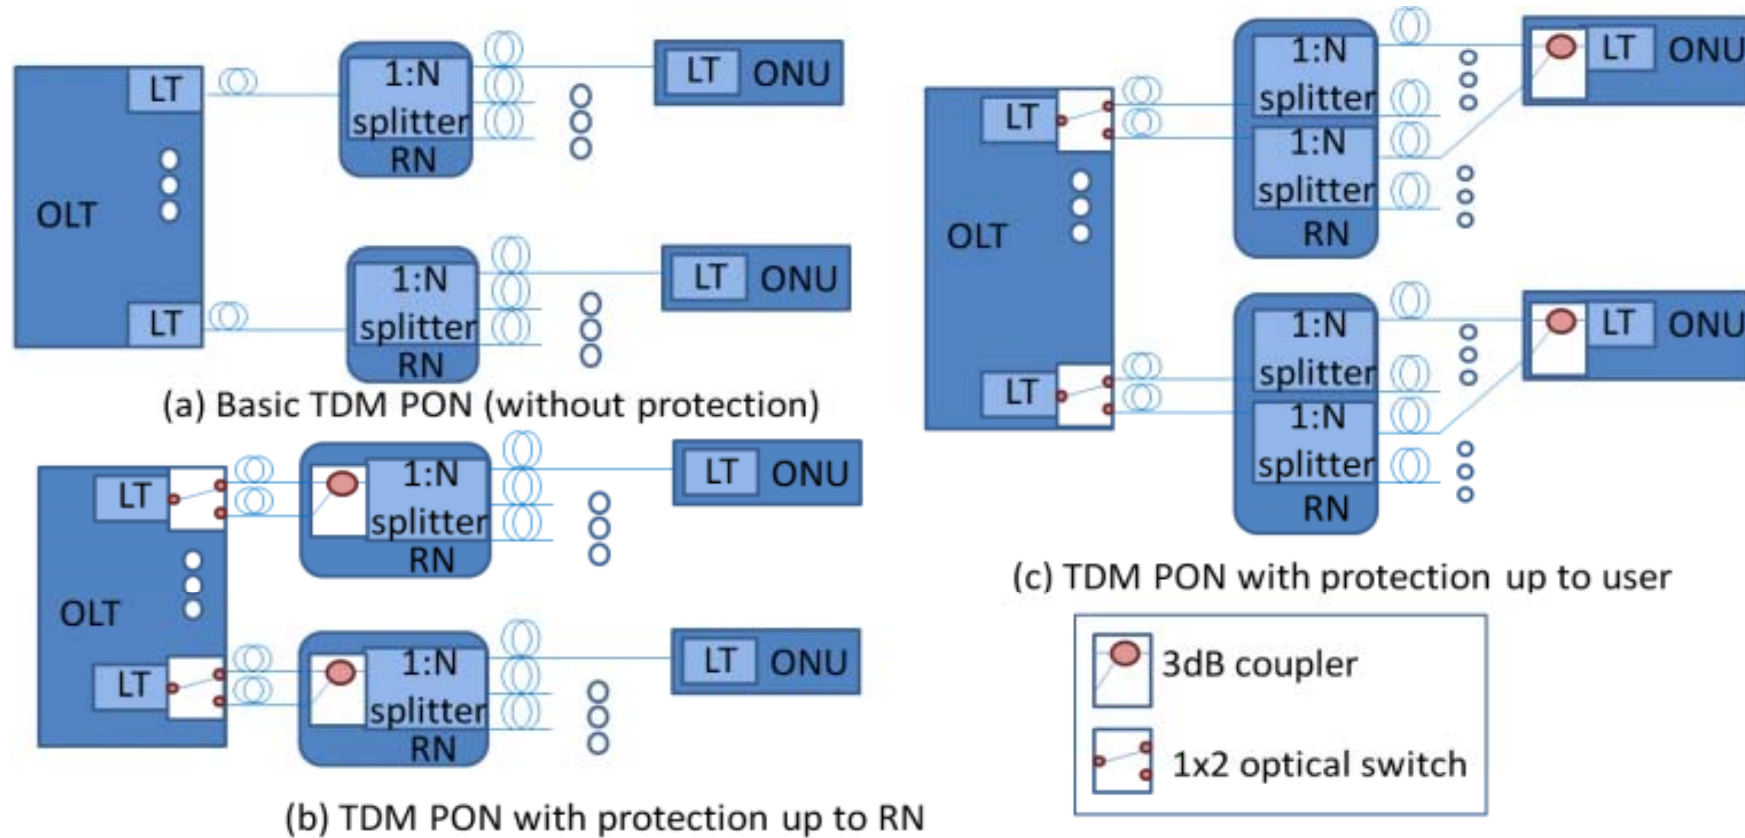 LT
1:N
splitter
RN
LT
ONU
OLT
LT
1:N
splitter
RN
LT
ONU
(a) Basic TDM PON (without protection)
LT
1:N
splitter
RN
LT
ONU
OLT
LT
1:N
splitter
RN
LT
ONU
(b) TDM PON with protection up to RN
LT
1:N
splitter
1:N
splitter
RN
LT
ONU
OLT
LT
1:N
splitter
1:N
splitter
RN
LT
ONU
(c) TDM PON with protection up to user
3dB coupler
1x2 optical switch